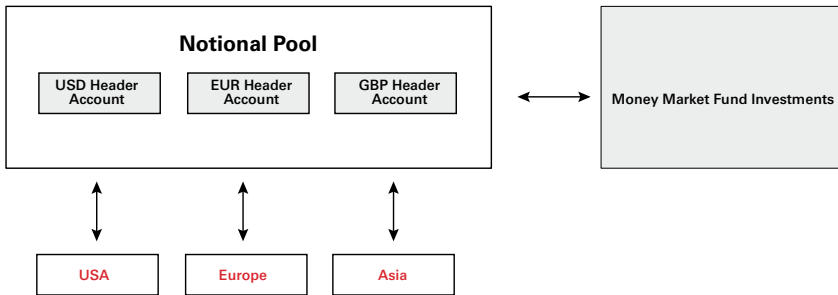 Notional Pool
USD Header
Account
EUR Header
Account
GBP Header
Account
Money Market Fund Investments
USA
Europe
Asia